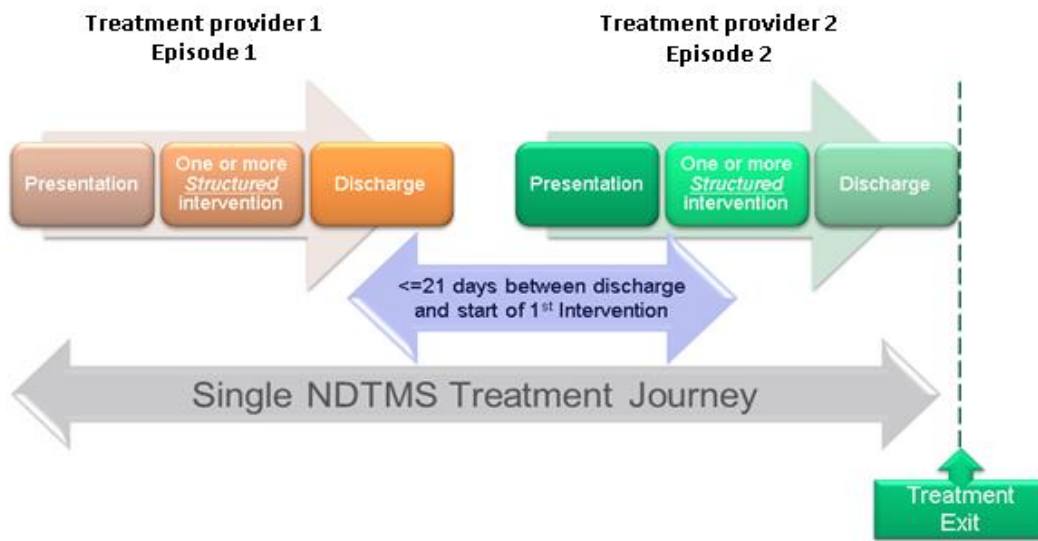 Treatment provider 1
Episode 1
Treatment provider 2
Episode 2
Presentation
One or more
Structured
intervention
Discharge
Presentation
One or more
Structured
intervention
Discharge
<=21 days between discharge
and start of 1st Intervention
Single NDTMS Treatment Journey
Treatment
Exit